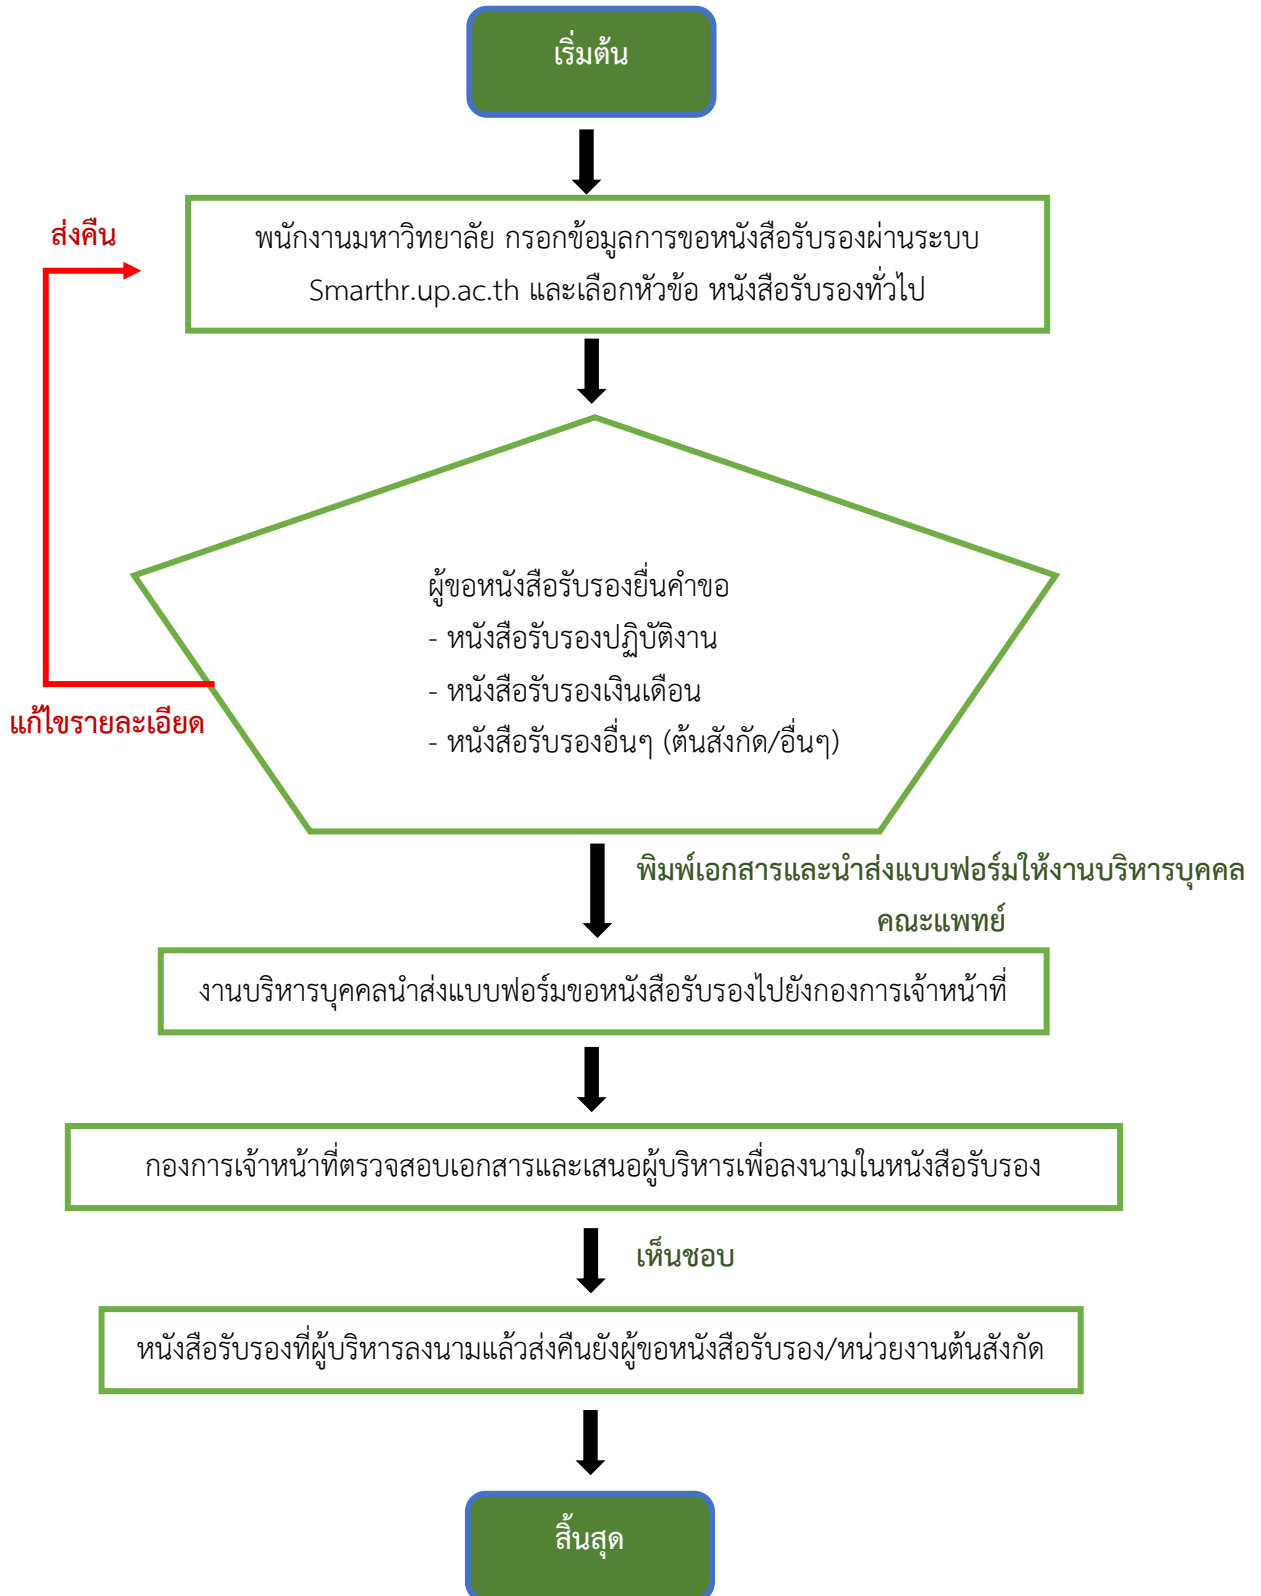 เริ่มต้น
ส่งคืน
พนักงานมหาวิทยาลัย กรอกข้อมูลการขอหนังสือรับรองผ่านระบบ
Smarthr.up.ac.th และเลือกหัวข้อ หนังสือรับรองทั่วไป
ผู้ขอหนังสือรับรองยื่นคำขอ
- หนังสือรับรองปฏิบัติงาน
- หนังสือรับรองเงินเดือน
- หนังสือรับรองอื่นๆ (ต้นสังกัด/อื่นๆ)
แก้ไขรายละเอียด
พิมพ์เอกสารและนำส่งแบบฟอร์มให้งานบริหารบุคคล
คณะแพทย์
งานบริหารบุคคลนำส่งแบบฟอร์มขอหนังสือรับรองไปยังกองการเจ้าหน้าที่
กองการเจ้าหน้าที่ตรวจสอบเอกสารและเสนอผู้บริหารเพื่อลงนามในหนังสือรับรอง
เห็นชอบ
หนังสือรับรองที่ผู้บริหารลงนามแล้วส่งคืนยังผู้ขอหนังสือรับรอง/หน่วยงานต้นสังกัด
สิ้นสุด